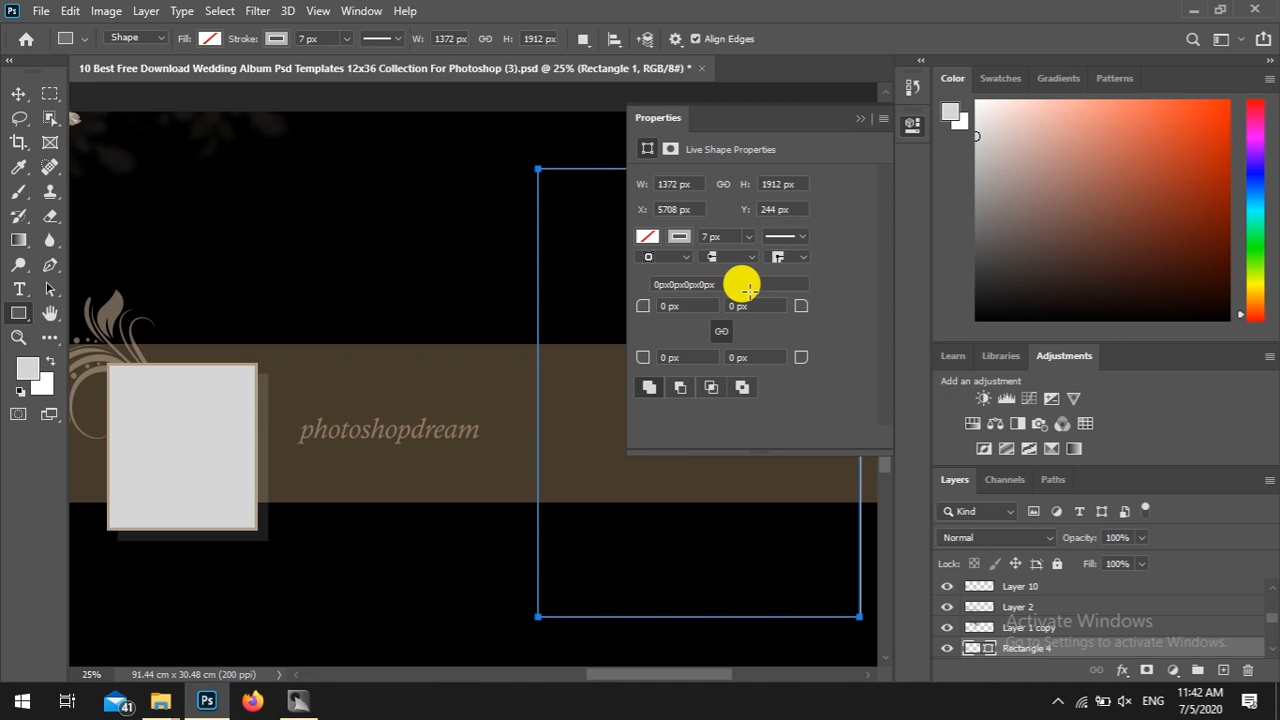 Ps File Edit Image Layer Type Select Filter 3D View Window Help
Shape Fill: Stroke: 7 px W: 1372 px H: 1912 px Align Edges
10 Best Free Download Wedding Album Psd Templates 12x36 Collection For Photoshop (3).psd @ 25% (Rectangle 1, RGB/8#) *
Properties
Live Shape Properties
W: 1372 px H: 1912 px
X: 5708 px Y: 244 px
7 px
0px0px0px0px
0 px 0 px
0 px 0 px
photoshopdream
Color Swatches Gradients Patterns
Learn Libraries Adjustments
Add an adjustment
Layers Channels Paths
Kind
Normal Opacity: 100%
Lock: Fill: 100%
Layer 10
Layer 2
Layer 1 copy
Rectangle 4
Activate Windows
Go to Settings to activate Windows.
25% 91.44 cm x 30.48 cm (200 ppi)
41 Ps ENG 11:42 AM
7/5/2020